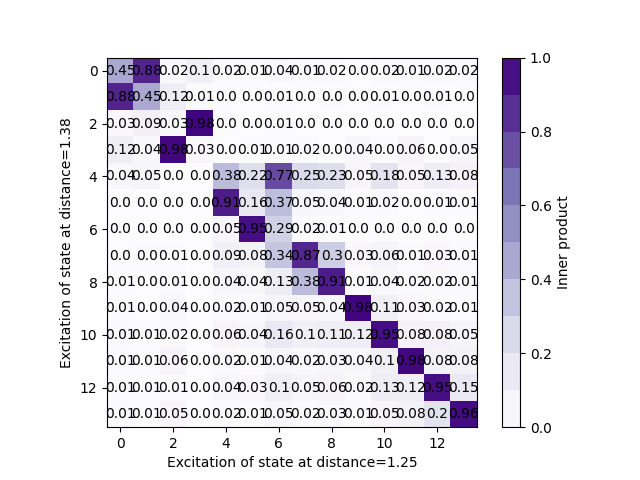 Excitation of state at distance=1.38
0 0.45 0.88 0.02 0.1 0.02 0.01 0.04 0.01 0.02 0.0 0.02 0.01 0.02 0.02
0.88 0.45 0.12 0.01 0.0 0.0 0.01 0.0 0.0 0.0 0.01 0.0 0.01 0.0
2 0.03 0.09 0.03 0.98 0.0 0.0 0.01 0.0 0.0 0.0 0.0 0.0 0.0 0.0
0.12 0.04 0.98 0.03 0.0 0.01 0.01 0.02 0.0 0.04 0.0 0.06 0.0 0.05
4 0.04 0.05 0.0 0.0 0.38 0.22 0.77 0.25 0.23 0.05 0.18 0.05 0.13 0.08
0.0 0.0 0.0 0.0 0.91 0.16 0.37 0.05 0.04 0.01 0.02 0.0 0.01 0.01
6 0.0 0.0 0.0 0.0 0.05 0.95 0.29 0.02 0.01 0.0 0.0 0.0 0.0 0.0
0.0 0.0 0.0 0.0 0.09 0.08 0.34 0.87 0.3 0.03 0.06 0.01 0.03 0.01
8 0.01 0.01 0.0 0.0 0.04 0.04 0.13 0.38 0.91 0.01 0.04 0.02 0.02 0.01
0.01 0.0 0.04 0.0 0.02 0.01 0.05 0.05 0.04 0.98 0.11 0.03 0.02 0.01
10 0.01 0.01 0.02 0.0 0.06 0.04 0.16 0.1 0.11 0.12 0.95 0.08 0.08 0.05
0.01 0.01 0.06 0.0 0.02 0.01 0.04 0.02 0.03 0.04 0.1 0.98 0.08 0.08
12 0.01 0.01 0.01 0.0 0.04 0.03 0.1 0.05 0.06 0.02 0.13 0.12 0.95 0.15
0.01 0.01 0.05 0.0 0.02 0.01 0.05 0.02 0.03 0.01 0.05 0.08 0.2 0.96
0 2 4 6 8 10 12
Excitation of state at distance=1.25
1.0
0.8
0.6
0.4
0.2
0.0
Inner product